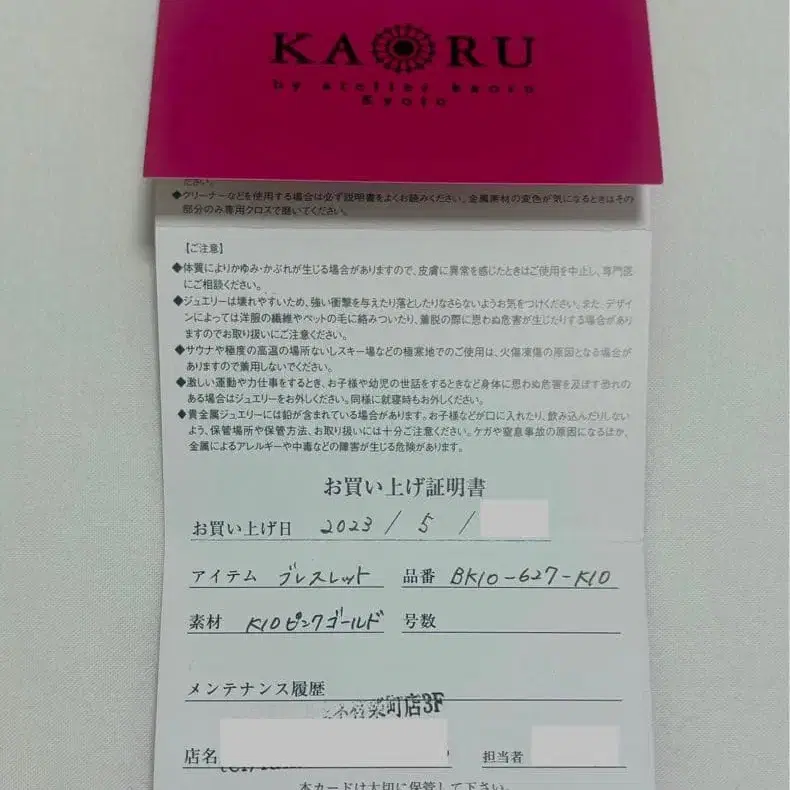 KAORU
by atelier kaoru
Kyoto
ださい。
◆クリーナーなどを使用する場合は必ず説明書をよくお読みください。金属素材の変色が気になるときはその
部分のみ専用クロスで磨いてください。
【ご注意】
◆体質によりかゆみ・かぶれが生じる場合がありますので、皮膚に異常を感じたときはご使用を中止し、専門医
にご相談ください。
◆ジュエリーは壊れやすいため、強い衝撃を与えたり落としたりなさらないようお気をつけください。また、デザイ
ンによっては洋服の繊維やペットの毛に絡みついたり、着脱の際に思わぬ危害が生じたりする場合があり
ますのでお取り扱いにご注意ください。
◆サウナや極度の高温の場所ないしスキー場などの極寒地でのご使用は、火傷凍傷の原因となる場合が
ありますので着用しないでください。
◆激しい運動や力仕事をするとき、お子様や幼児の世話をするときなど身体に思わぬ危害を及ぼす恐れの
ある場合はジュエリーをお外しください。同様に就寝時もお外しください。
◆貴金属ジュエリーには鉛が含まれている場合があります。お子様などが口に入れたり、飲み込んだりしない
よう、保管場所や保管方法、お取り扱いには十分ご注意ください。ケガや窒息事故の原因になるほか、
金属によるアレルギーや中毒などの障害が生じる危険があります。
お買い上げ証明書
お買い上げ日 2023 / 5 /
アイテム ブレスレット 品番 BK10-627-K10
素材 K10ピンクゴールド 号数
メンテナンス履歴
町店3F
店名 担当者
本カードは大切に保管して下さい。